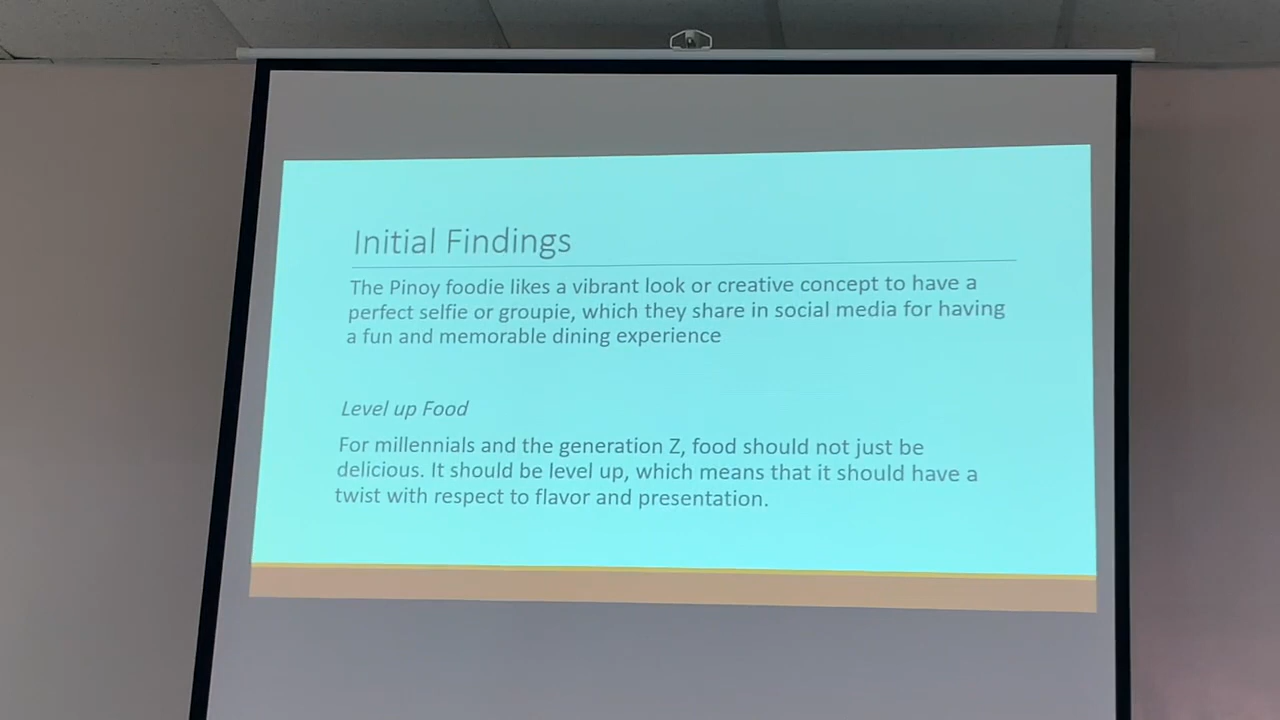 Initial Findings
The Pinoy foodie likes a vibrant look or creative concept to have a
perfect selfie or groupie, which they share in social media for having
a fun and memorable dining experience
Level up Food
For millennials and the generation Z, food should not just be
delicious. It should be level up, which means that it should have a
twist with respect to flavor and presentation.